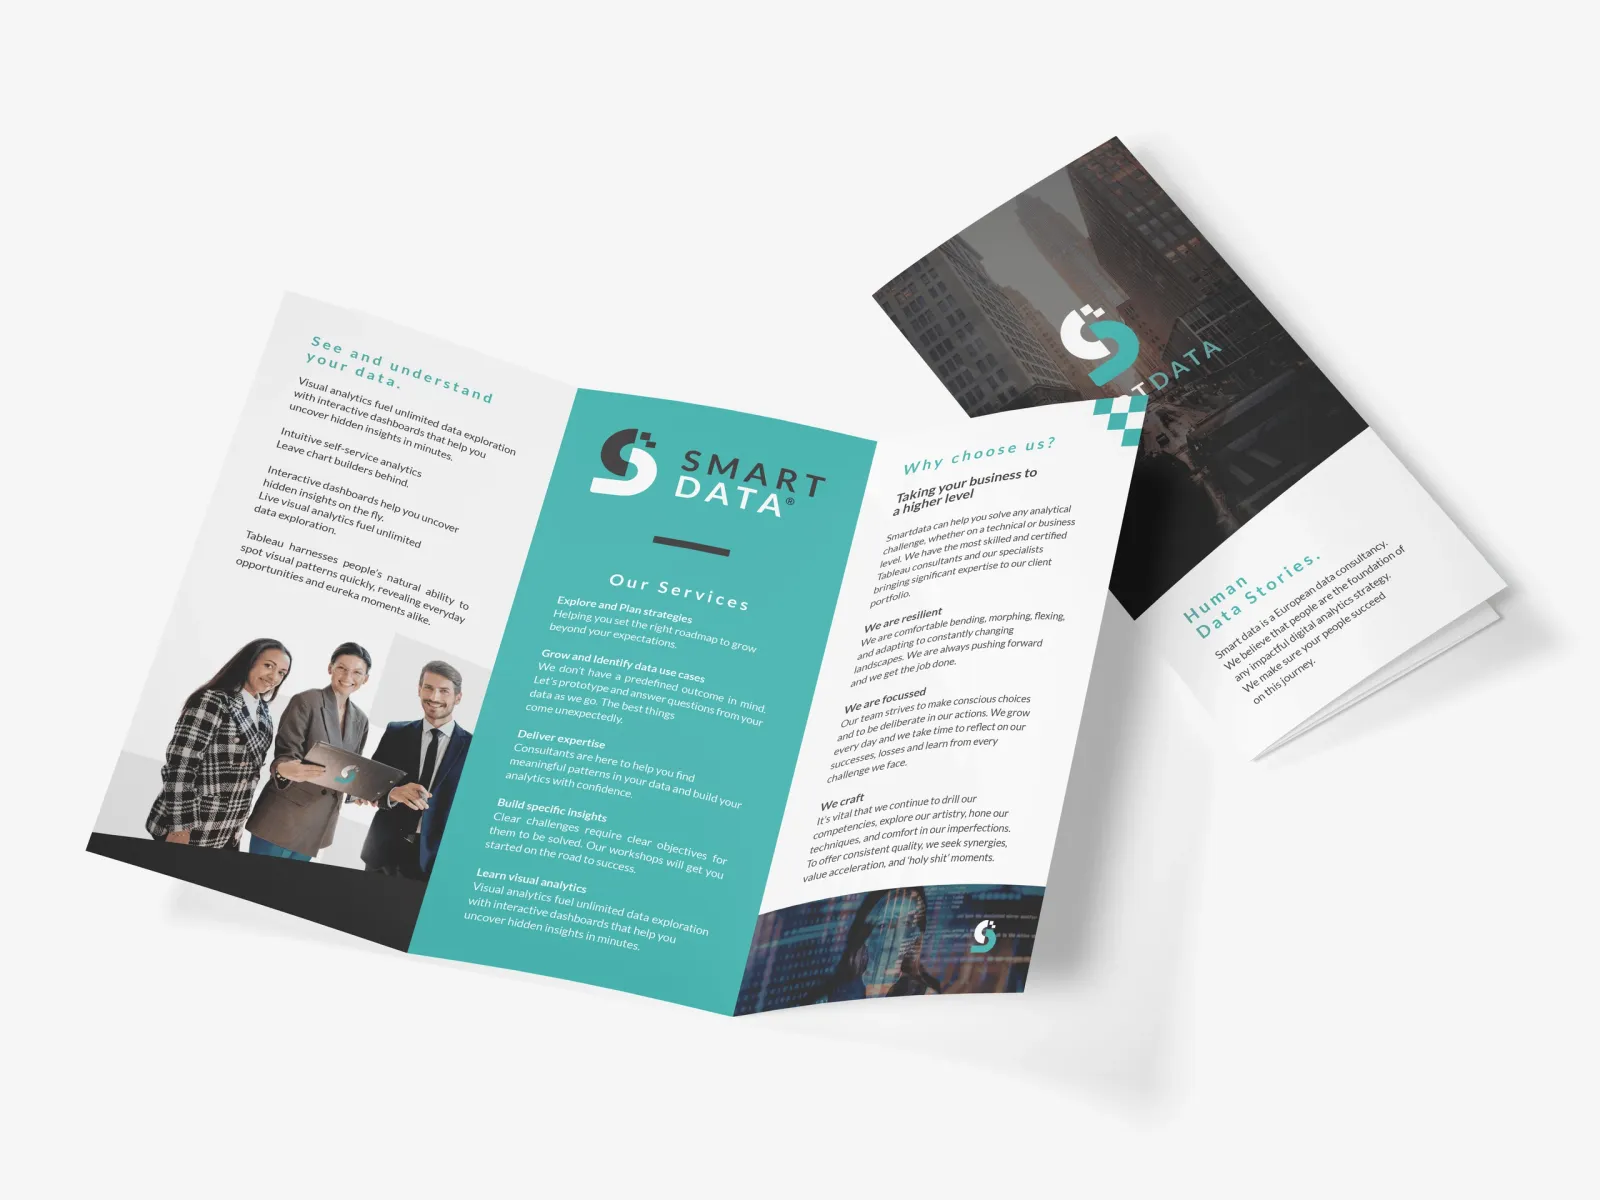 See and understand
your data.
Visual analytics fuel unlimited data exploration
with interactive dashboards that help you
uncover hidden insights in minutes.
Intuitive self-service analytics
Leave chart builders behind.
Interactive dashboards help you uncover
hidden insights on the fly.
Live visual analytics fuel unlimited
data exploration.
Tableau harnesses people's natural ability to
spot visual patterns quickly, revealing everyday
opportunities and eureka moments alike.
SMART
DATA®
Our Services
Explore and Plan strategies
Helping you set the right roadmap to grow
beyond your expectations.
Grow and Identify data use cases
We don't have a predefined outcome in mind,
Let's prototype and answer questions from your
data as we go. The best things
come unexpectedly.
Deliver expertise
Consultants are here to help you find
meaningful patterns in your data and build your
analytics with confidence.
Build specific insights
Clear challenges require clear objectives for
them to be solved. Our workshops will get you
started on the road to success.
Learn visual analytics
Visual analytics fuel unlimited data exploration
with interactive dashboards that help you
uncover hidden insights in minutes.
Why choose us?
Taking your business to
a higher level
Smartdata can help you solve any analytical
challenge, whether on a technical or business
level. We have the most skilled and certified
Tableau consultants and our specialists
bringing significant expertise to our client
portfolio.
We are resilient
We are comfortable bending, morphing, flexing,
and adapting to constantly changing
landscapes. We are always pushing forward
and we get the job done.
We are focussed
Our team strives to make conscious choices
and to be deliberate in our actions. We grow
every day and we take time to reflect on our
successes, losses and learn from every
challenge we face.
We craft
It's vital that we continue to drill our
competencies, explore our artistry, hone our
techniques, and comfort in our imperfections.
To offer consistent quality, we seek synergies,
value acceleration, and 'holy shit' moments.
TDATA
Human
Data Stories.
Smart data is a European data consultancy.
We believe that people are the foundation of
any impactful digital analytics strategy.
We make sure your people succeed
on this journey.